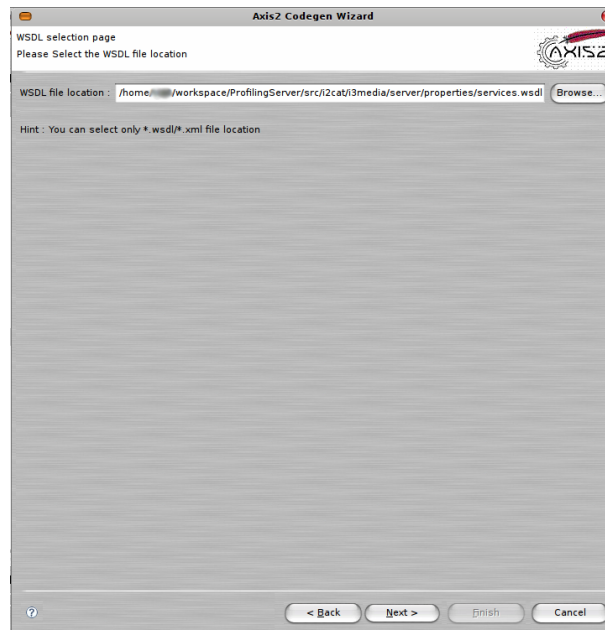 Axis2 Codegen Wizard
WSDL selection page
Please Select the WSDL file location
AXIS2
WSDL file location : /home/ /workspace/ProfilingServer/src/i2cat/i3media/server/properties/services.wsdl Browse...
Hint : You can select only *.wsdl/*.xml file location
? < Back Next > Finish Cancel